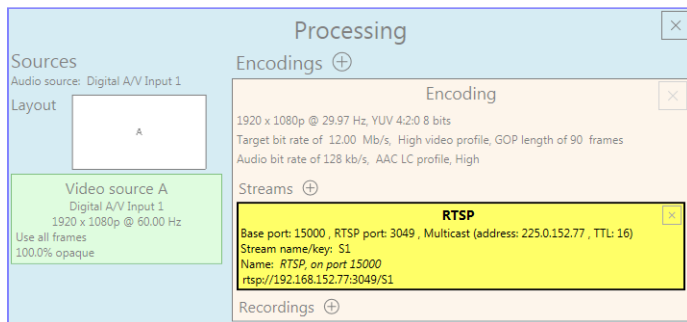 Processing
Sources
Audio source: Digital A/V Input 1
Layout
A
Video source A
Digital A/V Input 1
1920 x 1080p @ 60.00 Hz
Use all frames
100.0% opaque
Encodings
Encoding
1920 x 1080p @ 29.97 Hz, YUV 4:2:0 8 bits
Target bit rate of 12.00 Mb/s, High video profile, GOP length of 90 frames
Audio bit rate of 128 kb/s, AAC LC profile, High
Streams
RTSP
Base port: 15000 , RTSP port: 3049 , Multicast (address: 225.0.152.77 , TTL: 16)
Stream name/key: S1
Name: RTSP, on port 15000
rtsp://192.168.152.77:3049/S1
Recordings